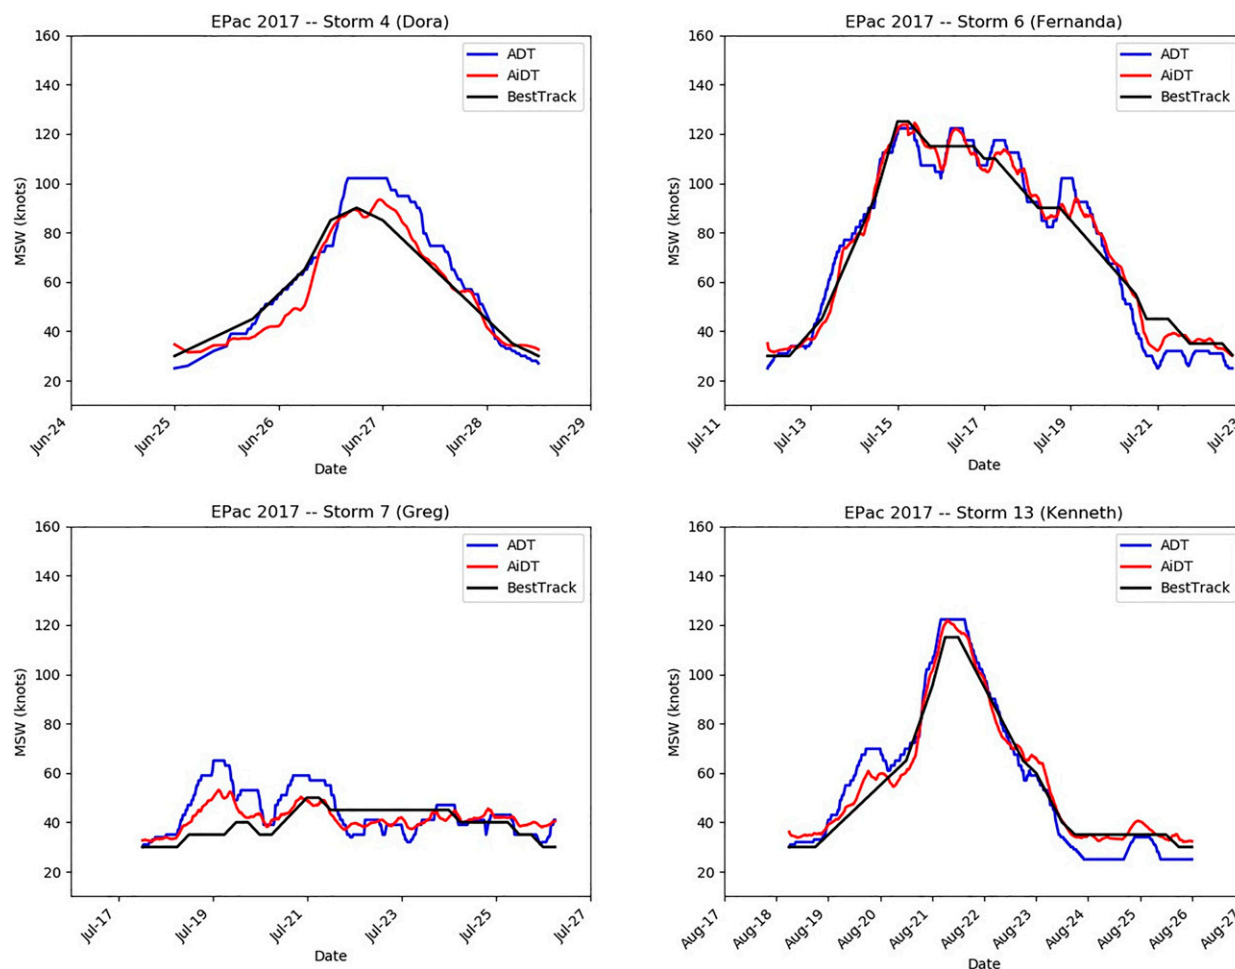 EPac 2017 -- Storm 4 (Dora)
160
140
120
100
80
60
40
20
MSW (knots)
ADT
AiDT
BestTrack
Jun-24
Jun-25
Jun-26
Jun-27
Jun-28
Jun-29
Date
EPac 2017 -- Storm 6 (Fernanda)
160
140
120
100
80
60
40
20
MSW (knots)
ADT
AiDT
BestTrack
Jul-11
Jul-13
Jul-15
Jul-17
Jul-19
Jul-21
Jul-23
Date
EPac 2017 -- Storm 7 (Greg)
160
140
120
100
80
60
40
20
MSW (knots)
ADT
AiDT
BestTrack
Jul-17
Jul-19
Jul-21
Jul-23
Jul-25
Jul-27
Date
EPac 2017 -- Storm 13 (Kenneth)
160
140
120
100
80
60
40
20
MSW (knots)
ADT
AiDT
BestTrack
Aug-17
Aug-18
Aug-19
Aug-20
Aug-21
Aug-22
Aug-23
Aug-24
Aug-25
Aug-26
Aug-27
Date